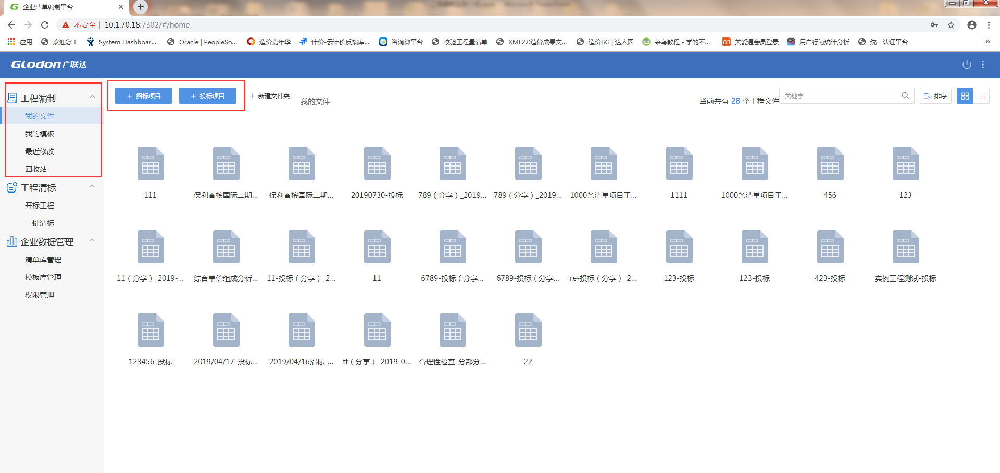 企业清单编制平台
不安全 10.1.70.18:7302/#/home
应用 欢迎您！ System Dashboar... Oracle | PeopleSo... 造价嘉年华 计价-云计价反馈库... 咨询微平台 校验工程量清单 XML2.0造价成果文... 造价BG | 达人圈 菜鸟教程 - 学的不... 关爱通会员登录 用户行为统计分析 统一认证平台 »
GLodon广联达
工程编制
我的文件
我的模板
最近修改
回收站
工程清标
开标工程
一键清标
企业数据管理
清单库管理
模板库管理
权限管理
+ 招标项目 + 投标项目 + 新建文件夹 我的文件 当前共有 28 个工程文件 关键字 排序
111 保利香槟国际二期... 保利香槟国际二期... 20190730-投标 789（分享）_2019... 789（分享）_2019... 1000条清单项目工... 1111 1000条清单项目工... 456 123
11（分享）_2019-... 综合单价组成分析... 11-投标（分享）_2... 11 6789-投标（分享... 6789-投标（分享... re-投标（分享）_2... 123-投标 123-投标 423-投标 实例工程测试-投标
123456-投标 2019/04/17-投标... 2019/04/16招标-... tt（分享）_2019-0... 合理性检查-分部分... 22